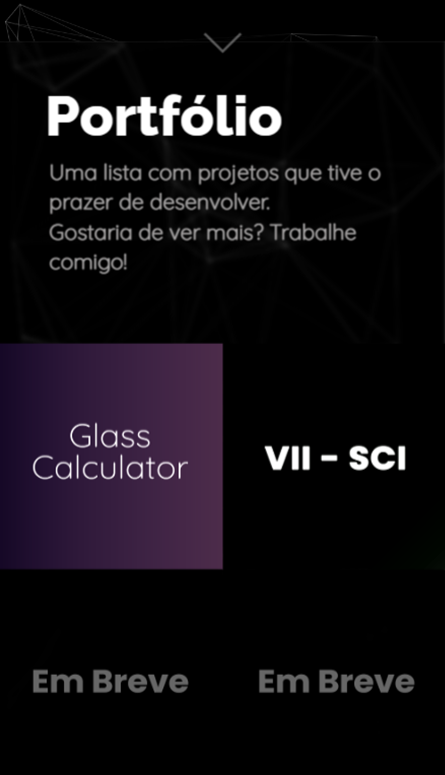 Portfólio
Uma lista com projetos que tive o
prazer de desenvolver.
Gostaria de ver mais? Trabalhe
comigo!
Glass
Calculator
VII - SCI
Em Breve
Em Breve